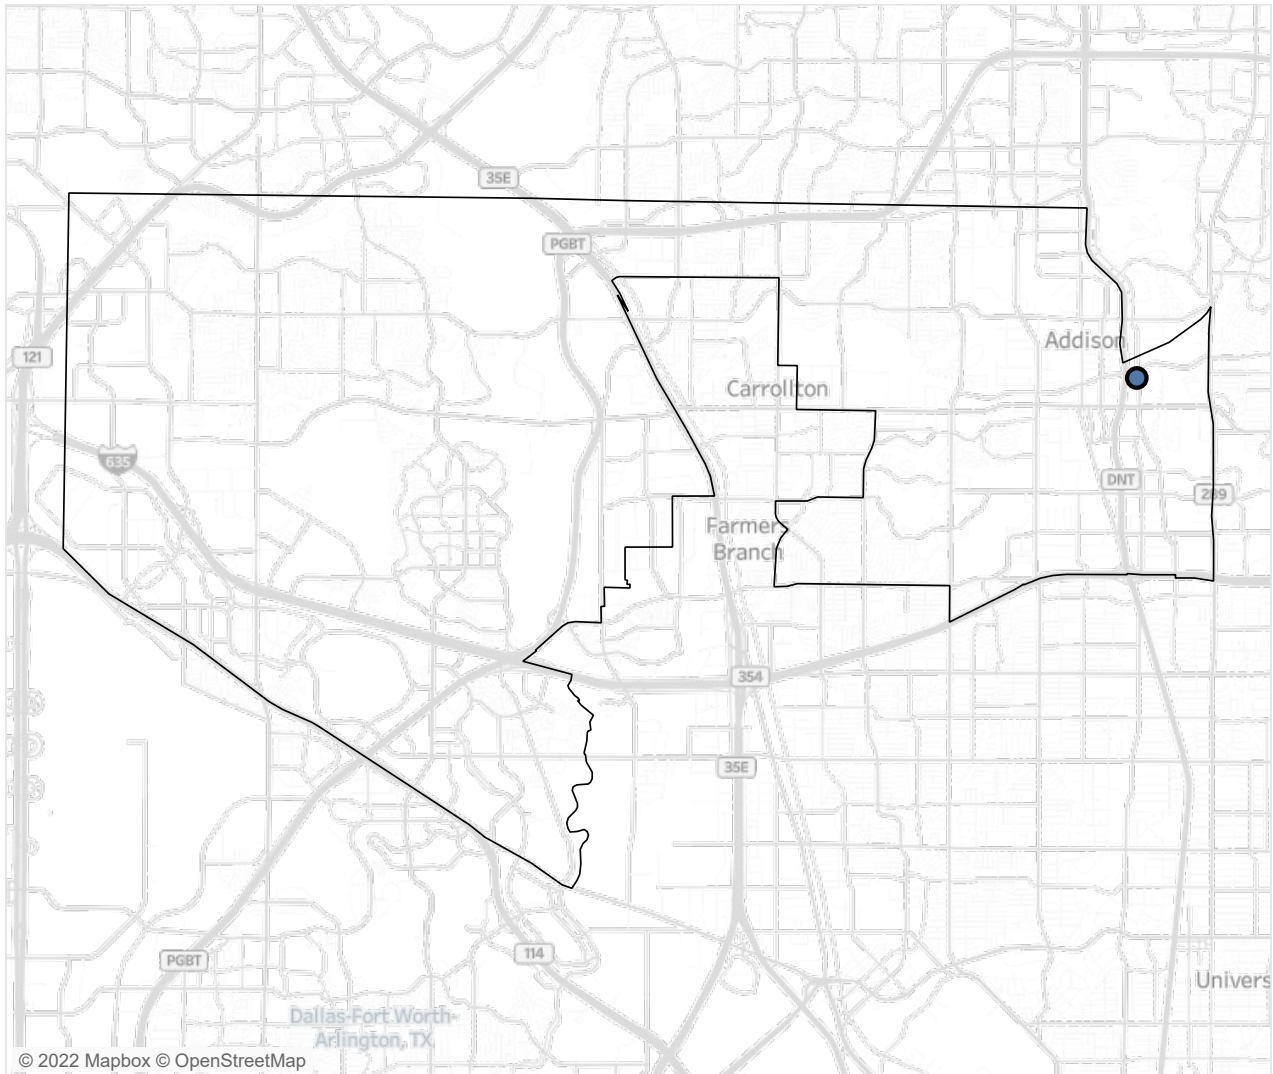 35E
PGBT
Addison
121
Carrollton
635
DNT
289
Farmer
Branch
354
35E
114
PGBT
Univers
Dallas-Fort Worth-
Arlington, TX
© 2022 Mapbox © OpenStreetMap